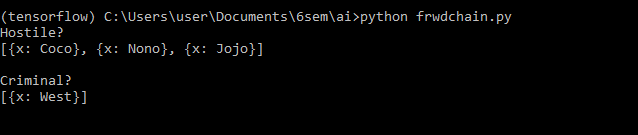 (tensorflow) C:\Users\user\Documents\6sem\ai>python frwdchain.py
Hostile?
[{x: Coco}, {x: Nono}, {x: Jojo}]
Criminal?
[{x: West}]